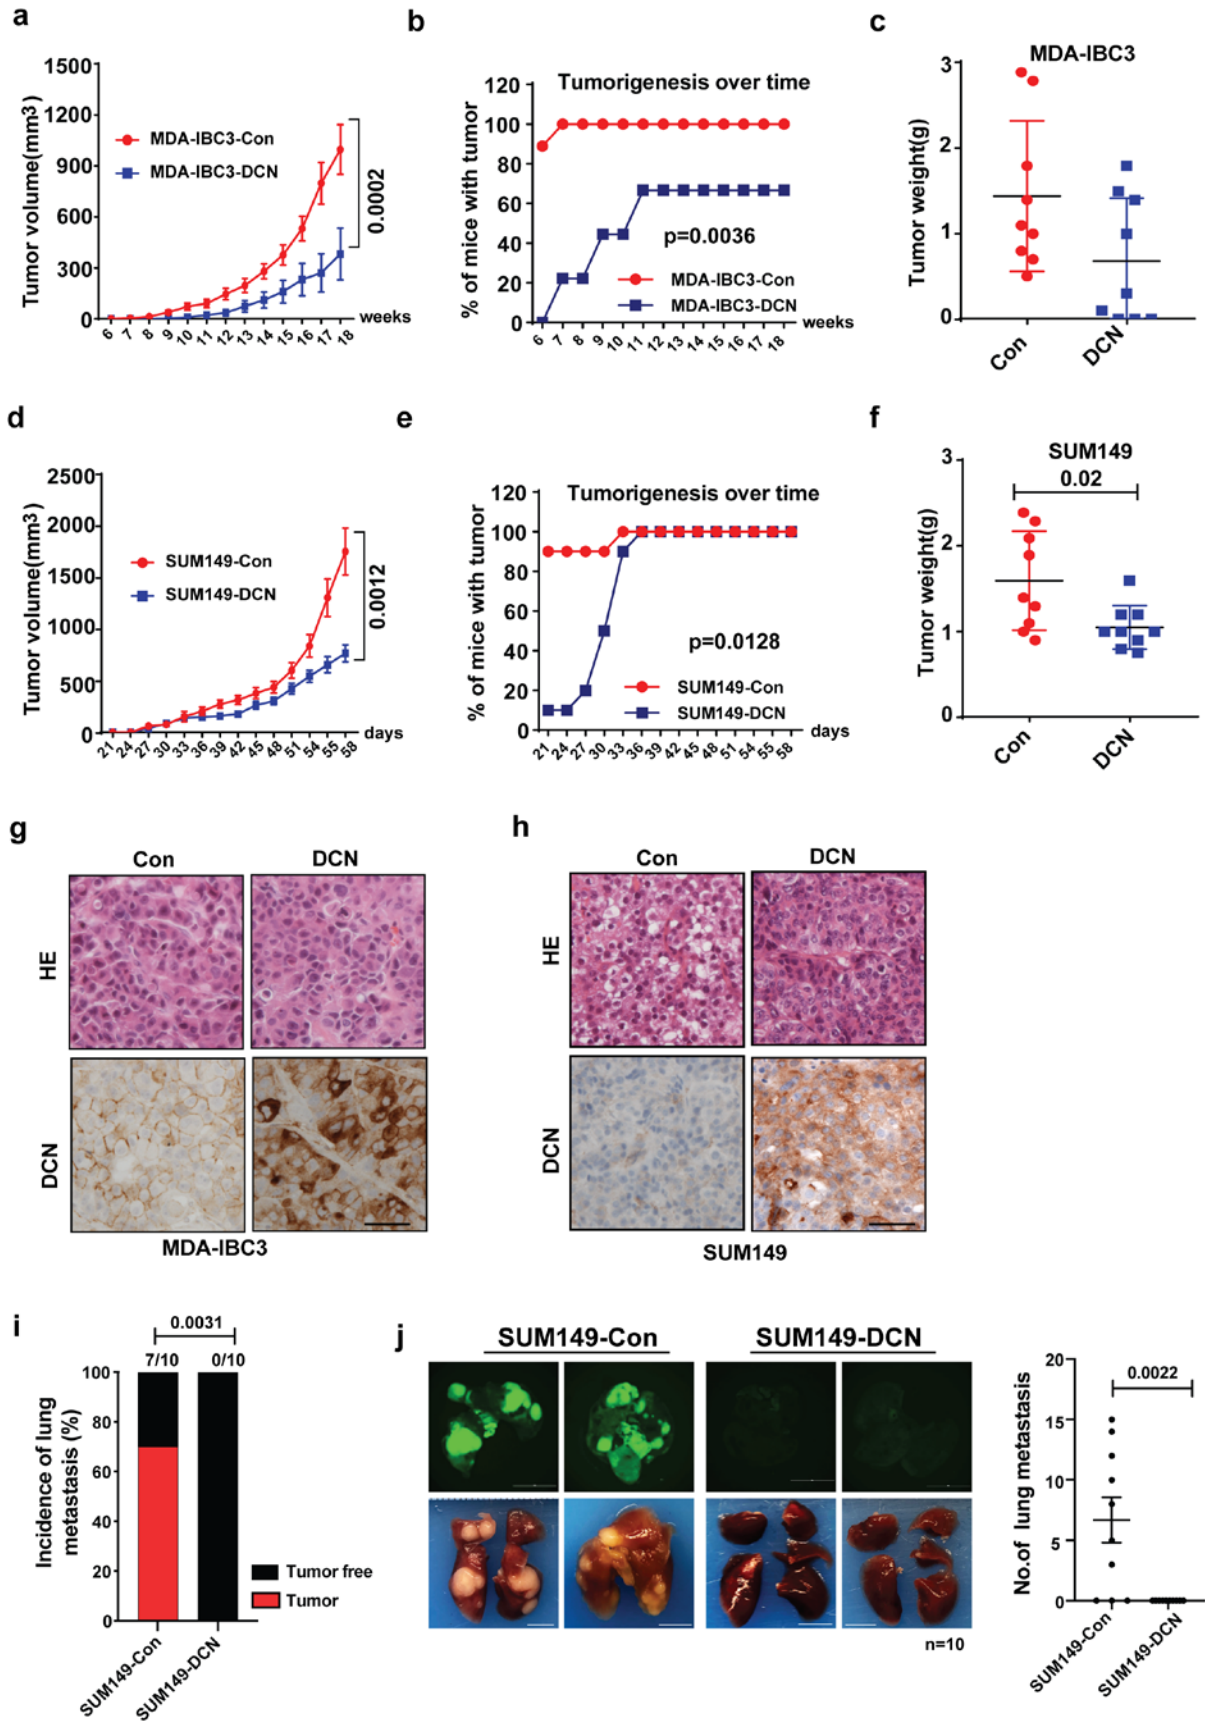 a
1500
1200
900
600
300
0
Tumor volume(mm3 )
MDA-IBC3-Con
MDA-IBC3-DCN
0.0002
weeks
6 7 8 9 10 11 12 13 14 15 16 17 18
b
Tumorigenesis over time
120
100
80
60
40
20
0
% of mice with tumor
p=0.0036
MDA-IBC3-Con
MDA-IBC3-DCN
weeks
6 7 8 9 10 11 12 13 14 15 16 17 18
c
MDA-IBC3
3
2
1
0
Tumor weight(g)
Con DCN
d
2500
2000
1500
1000
500
0
Tumor volume(mm3)
SUM149-Con
SUM149-DCN
0.0012
days
21 24 27 30 33 36 39 42 45 48 51 54 55 58
e
Tumorigenesis over time
120
100
80
60
40
20
0
% of mice with tumor
p=0.0128
SUM149-Con
SUM149-DCN
days
21 24 27 30 33 36 39 42 45 48 51 54 55 58
f
SUM149
0.02
3
2
1
0
Tumor weight(g)
Con DCN
g
Con DCN
HE
DCN
MDA-IBC3
h
Con DCN
HE
DCN
SUM149
i
0.0031
7/10 0/10
100
80
60
40
20
0
Incidence of lung
metastasis (%)
Tumor free
Tumor
SUM149-Con
SUM149-DCN
j
SUM149-Con SUM149-DCN
n=10
20
15
10
5
0
No.of lung metastasis
0.0022
SUM149-Con
SUM149-DCN